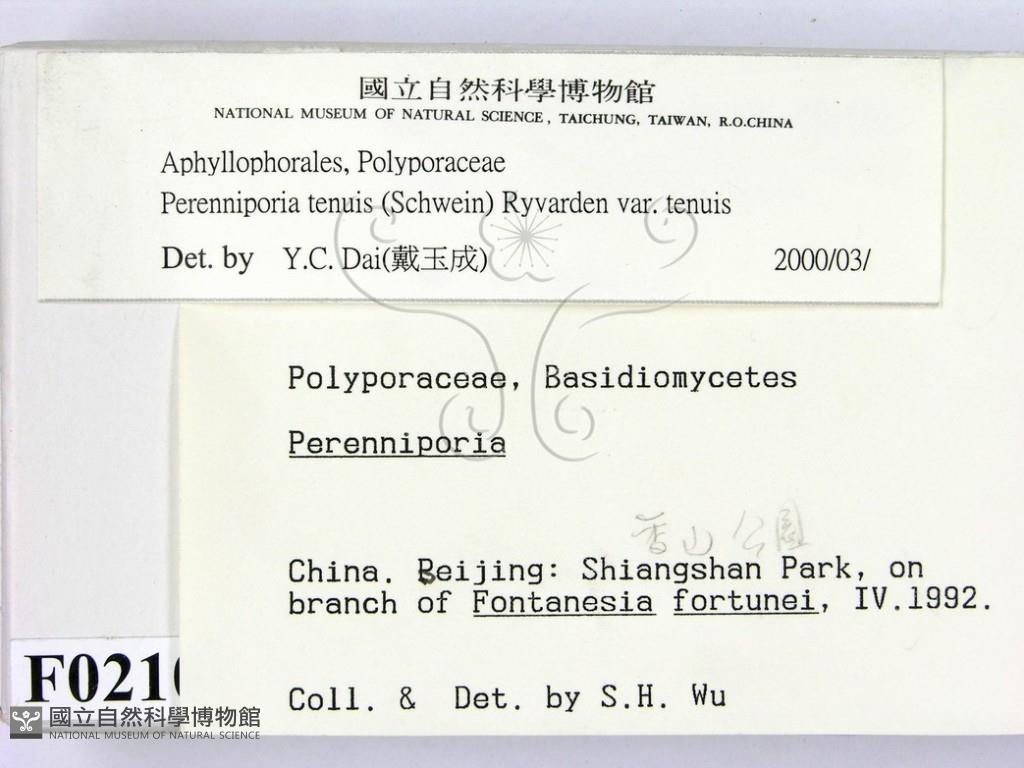 國立自然科學博物館
NATIONAL MUSEUM OF NATURAL SCIENCE, TAICHUNG, TAIWAN, R.O.CHINA
Aphyllophorales, Polyporaceae
Perenniporia tenuis (Schwein) Ryvarden var. tenuis
Det. by Y.C. Dai(戴玉成) 2000/03/
Polyporaceae, Basidiomycetes
Perenniporia
香山公園
China. Beijing: Shiangshan Park, on
branch of Fontanesia fortunei, IV.1992.
Coll. & Det. by S.H. Wu
F021
國立自然科學博物館
NATIONAL MUSEUM OF NATURAL SCIENCE